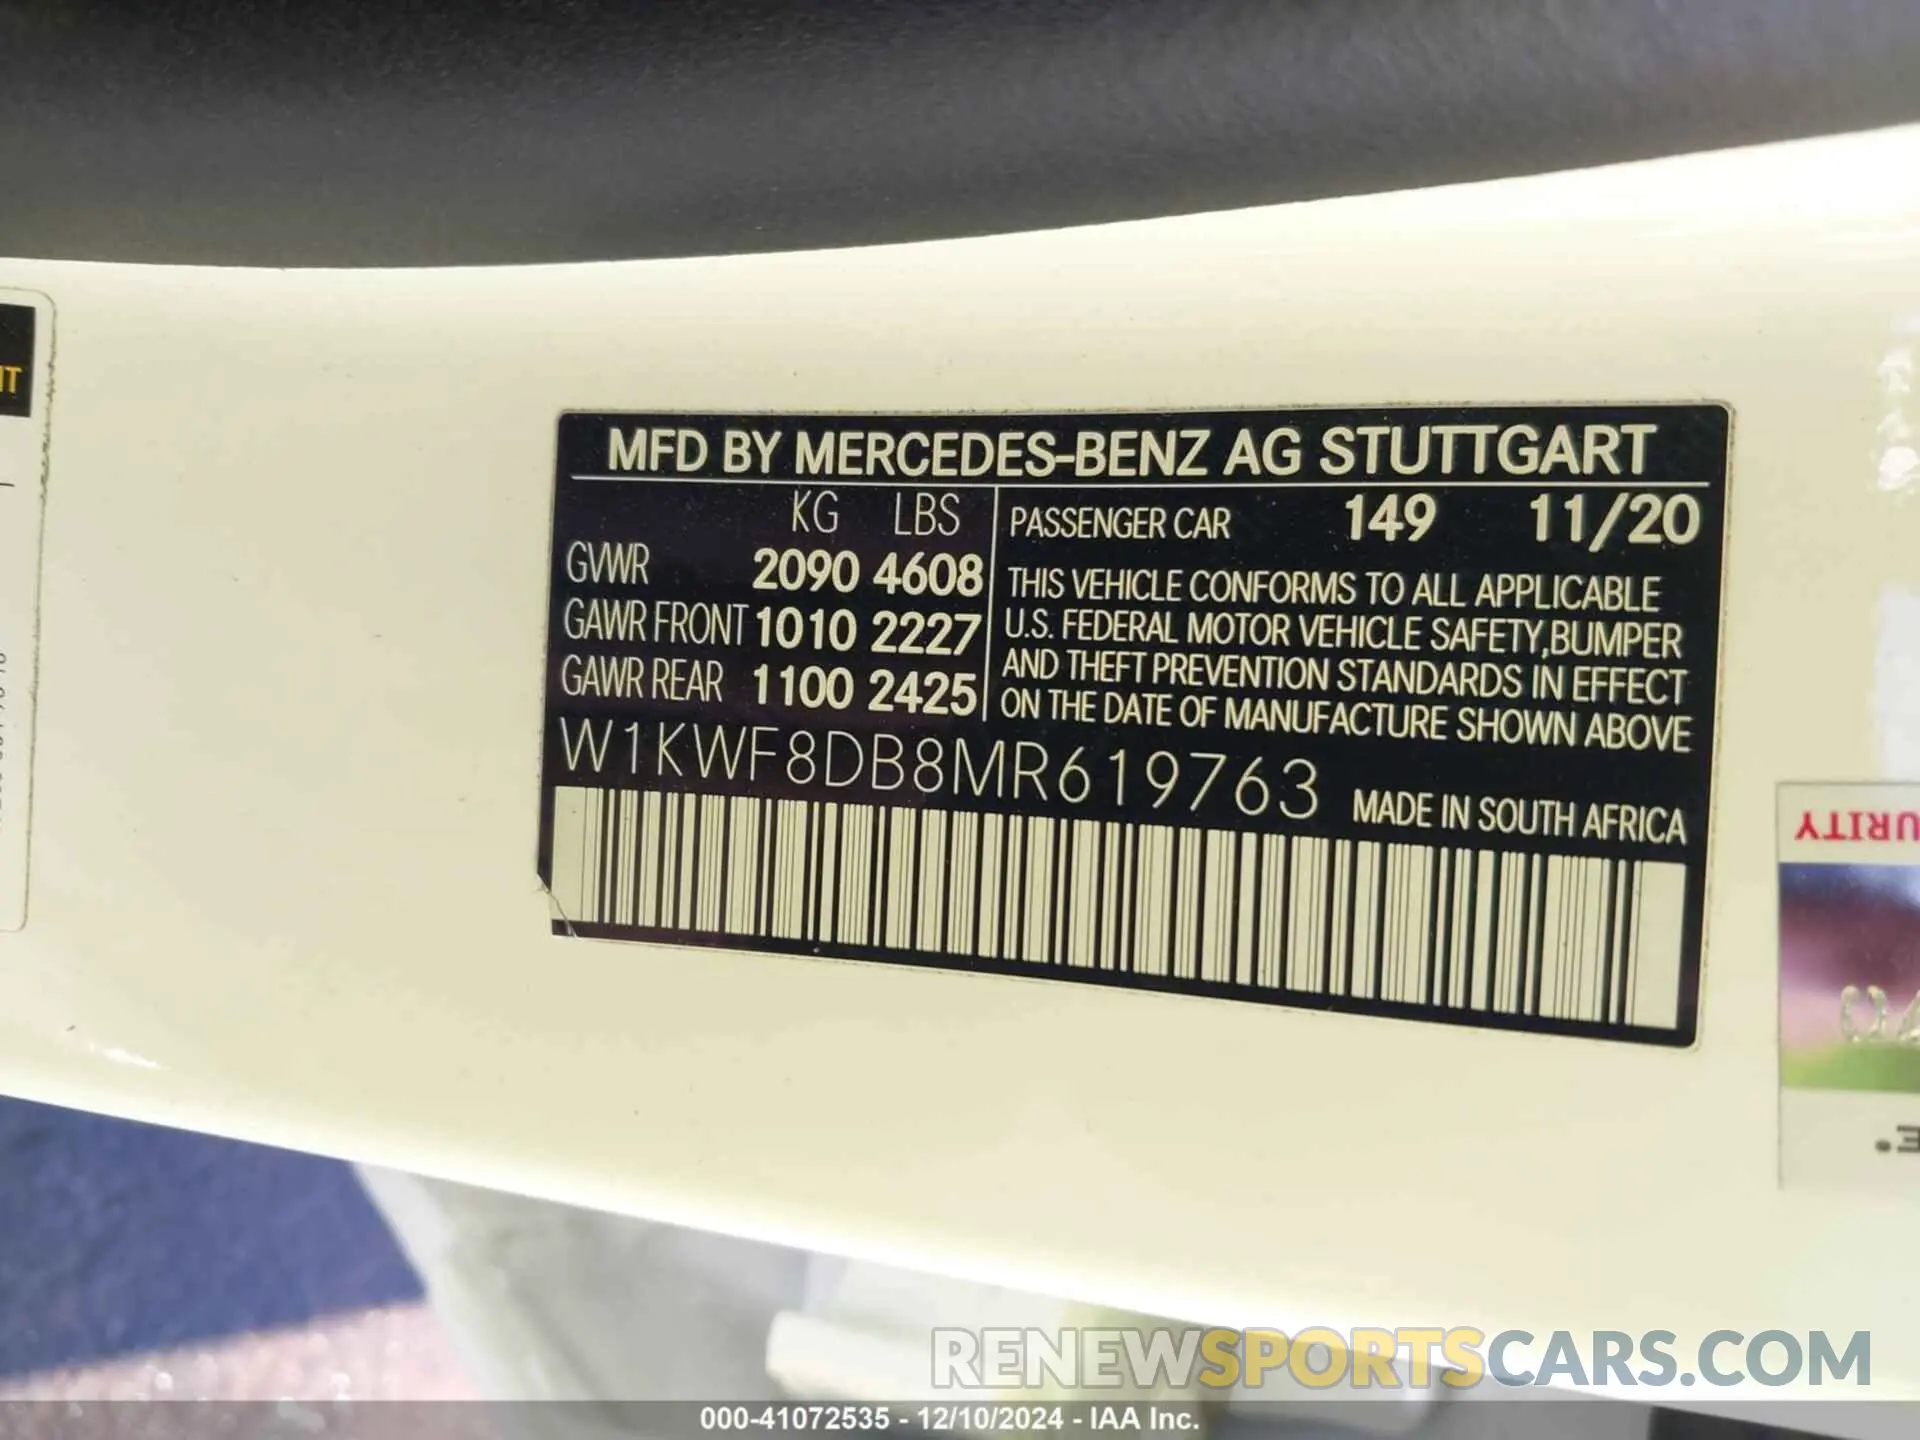 MFD BY MERCEDES-BENZ AG STUTTGART
KG LBS
GVWR 2090 4608
GAWR FRONT 1010 2227
GAWR REAR 1100 2425
PASSENGER CAR 149 11/20
THIS VEHICLE CONFORMS TO ALL APPLICABLE
U.S. FEDERAL MOTOR VEHICLE SAFETY,BUMPER
AND THEFT PREVENTION STANDARDS IN EFFECT
ON THE DATE OF MANUFACTURE SHOWN ABOVE
W1KWF8DB8MR619763
MADE IN SOUTH AFRICA
URITY
RENEWSPORTSCARS.COM
000-41072535 - 12/10/2024 - IAA Inc.